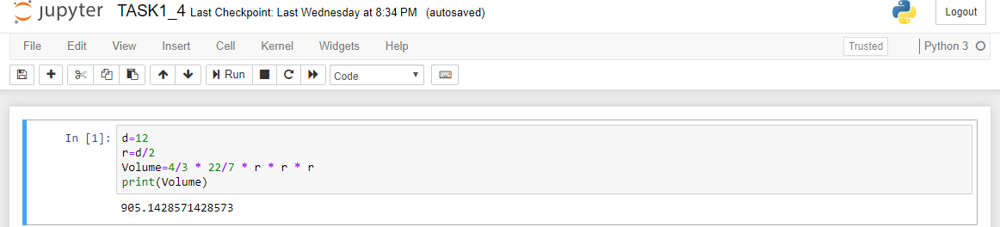 jupyter TASK1_4 Last Checkpoint: Last Wednesday at 8:34 PM (autosaved) Logout
File Edit View Insert Cell Kernel Widgets Help Trusted Python 3
Run Code
In [1]: d=12
r=d/2
Volume=4/3 * 22/7 * r * r * r
print(Volume)
905.1428571428573